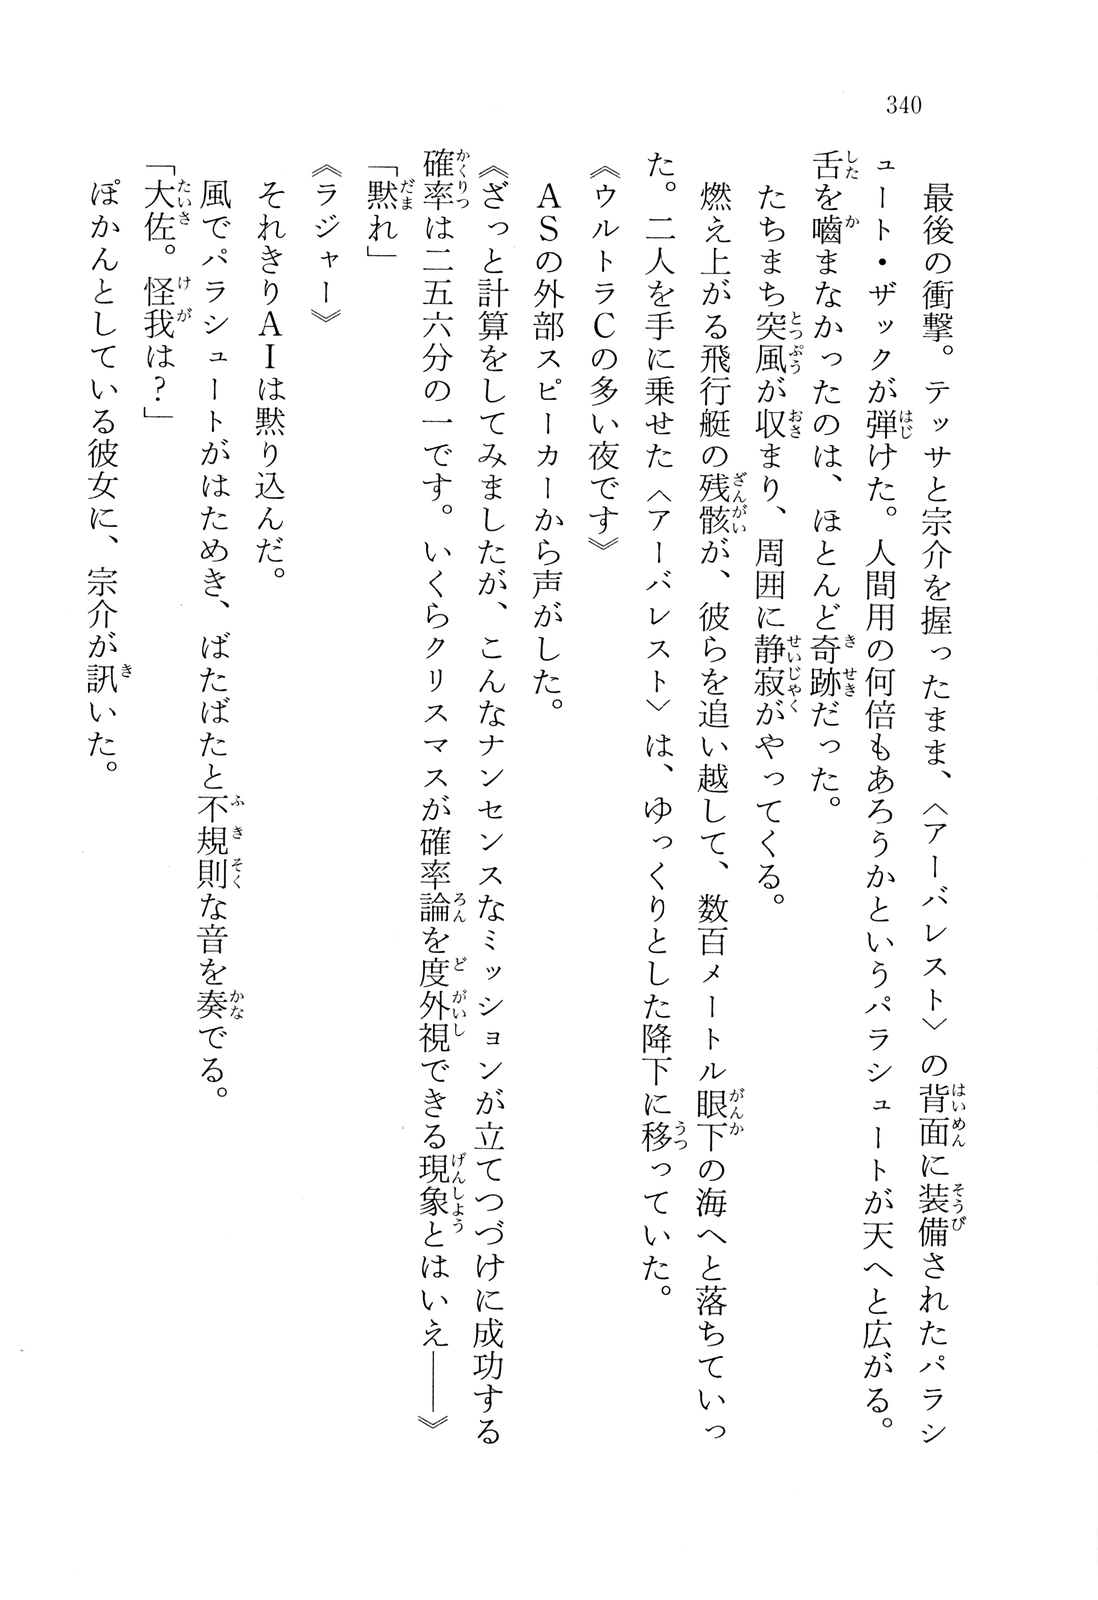 340
　最後の衝撃。テッサと宗介を握ったまま、〈アーバレスト〉の背面に装備されたパラシ
ュート・ザックが弾けた。人間用の何倍もあろうかというパラシュートが天へと広がる。
舌を嚙まなかったのは、ほとんど奇跡だった。
　たちまち突風が収まり、周囲に静寂がやってくる。
　燃え上がる飛行艇の残骸が、彼らを追い越して、数百メートル眼下の海へと落ちていっ
た。二人を手に乗せた〈アーバレスト〉は、ゆっくりとした降下に移っていた。
《ウルトラCの多い夜です》
　ASの外部スピーカーから声がした。
《ざっと計算をしてみましたが、こんなナンセンスなミッションが立てつづけに成功する
確率は二五六分の一です。いくらクリスマスが確率論を度外視できる現象とはいえ――》
「黙れ」
《ラジャー》
　それきりAIは黙り込んだ。
　風でパラシュートがはためき、ばたばたと不規則な音を奏でる。
「大佐。怪我は？」
　ぽかんとしている彼女に、宗介が訊いた。